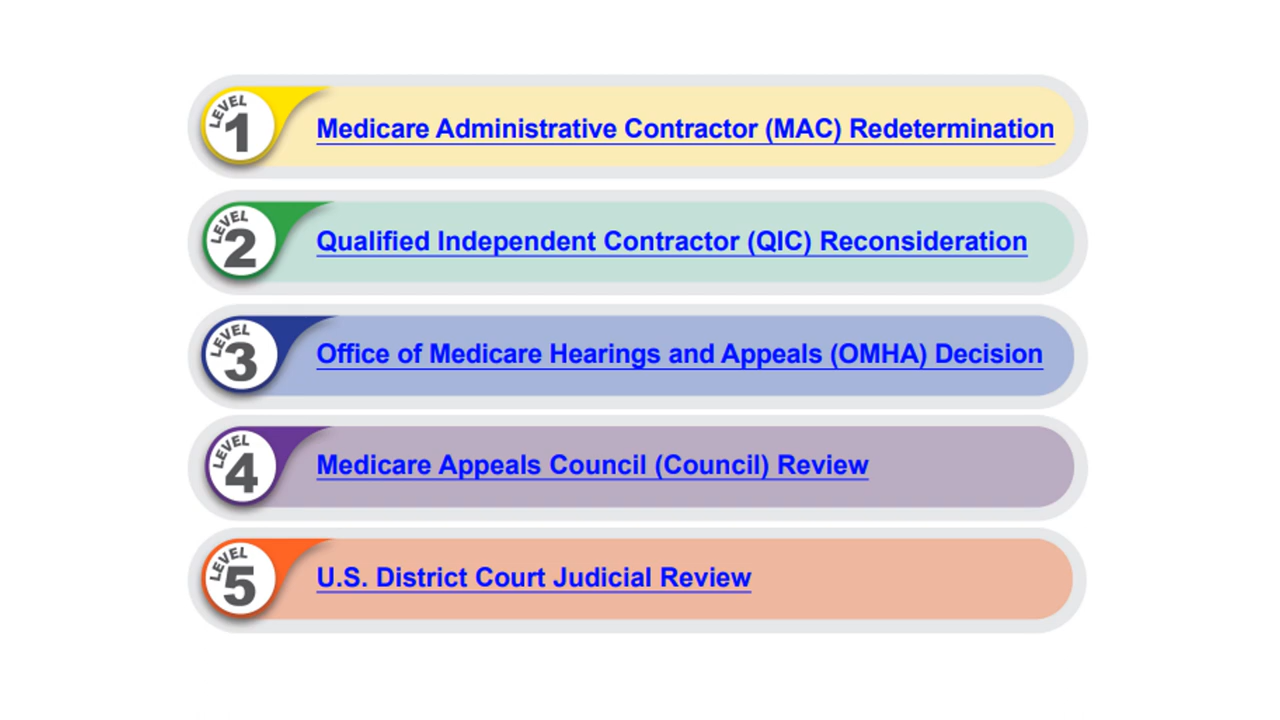 LEVEL
1
Medicare Administrative Contractor (MAC) Redetermination
LEVEL
2
Qualified Independent Contractor (QIC) Reconsideration
LEVEL
3
Office of Medicare Hearings and Appeals (OMHA) Decision
LEVEL
4
Medicare Appeals Council (Council) Review
LEVEL
5
U.S. District Court Judicial Review